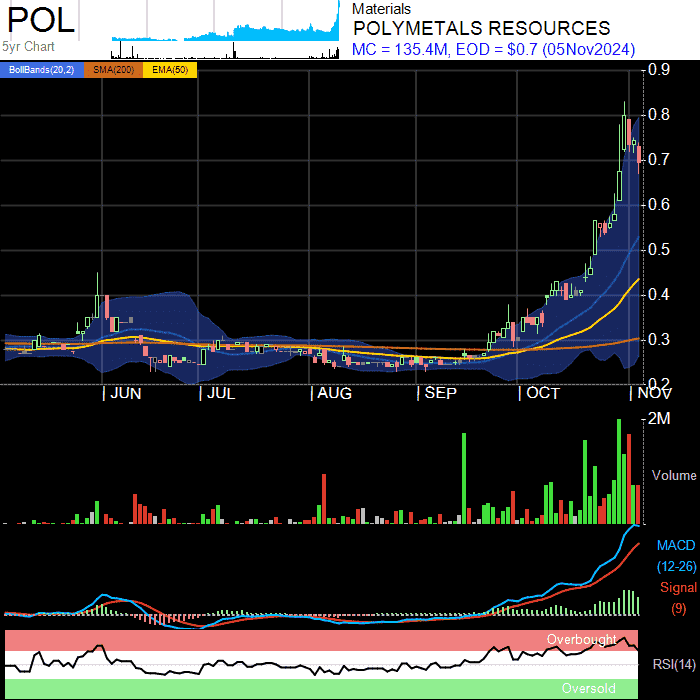 POL
5yr Chart
Materials
POLYMETALS RESOURCES
MC = 135.4M, EOD = $0.7 (05Nov2024)
BollBands(20,2) SMA(200) EMA(50)
0.9
0.8
0.7
0.6
0.5
0.4
0.3
0.2
JUN JUL AUG SEP OCT NOV
2M
Volume
MACD
(12-26)
Signal
(9)
Overbought
RSI(14)
Oversold